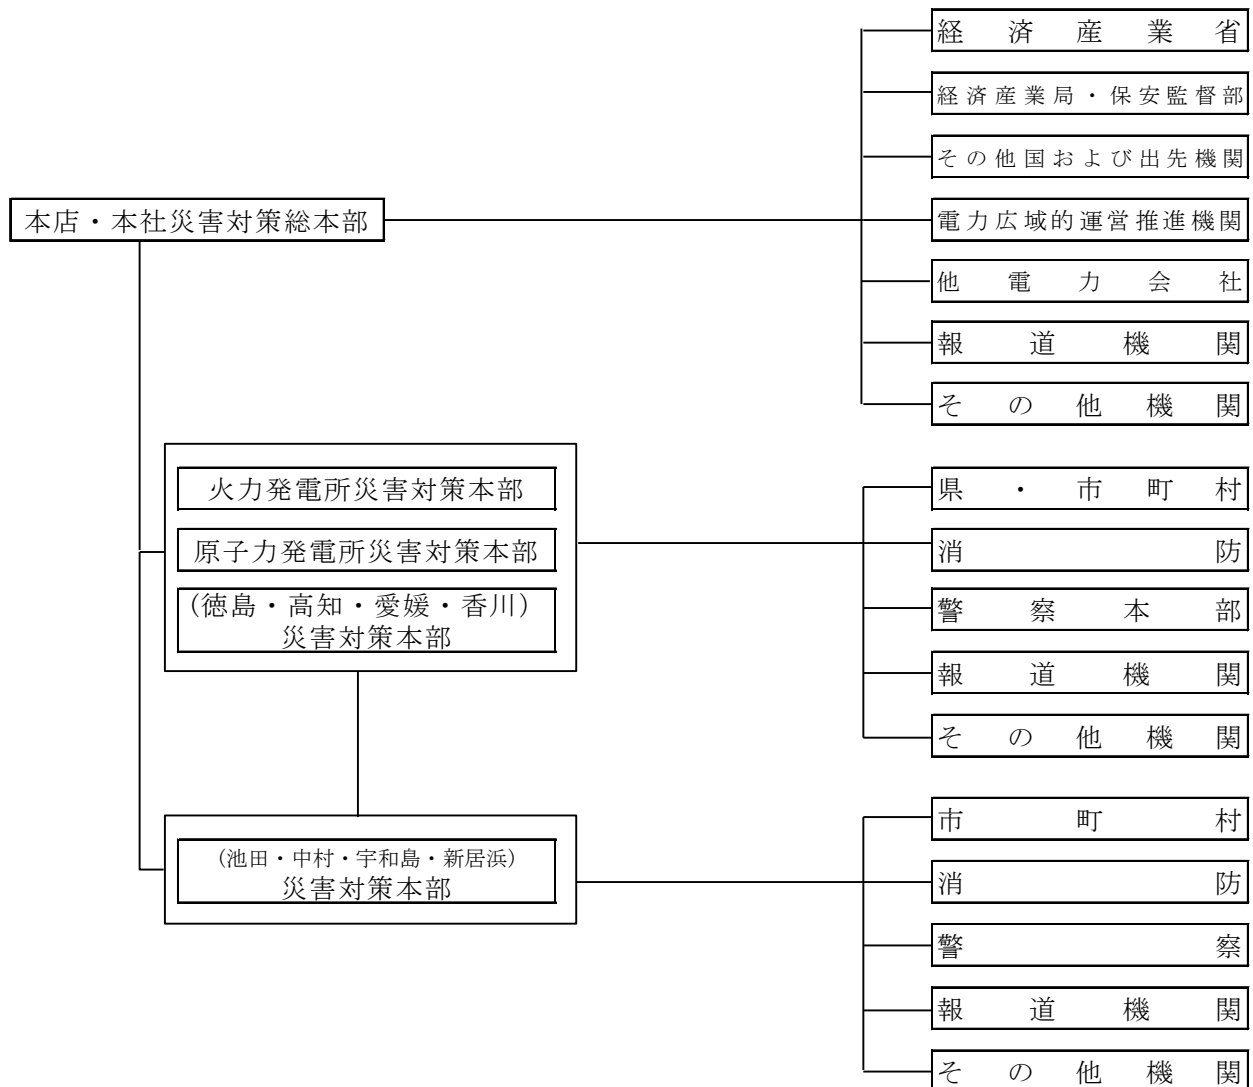 経済産業省
経済産業局・保安監督部
その他国および出先機関
本店・本社災害対策総本部
電力広域的運営推進機関
他電力会社
報道機関
その他機関
火力発電所災害対策本部
原子力発電所災害対策本部
(徳島・高知・愛媛・香川)
災害対策本部
県・市町村
消防
警察本部
報道機関
その他機関
(池田・中村・宇和島・新居浜)
災害対策本部
市町村
消防
警察
報道機関
その他機関